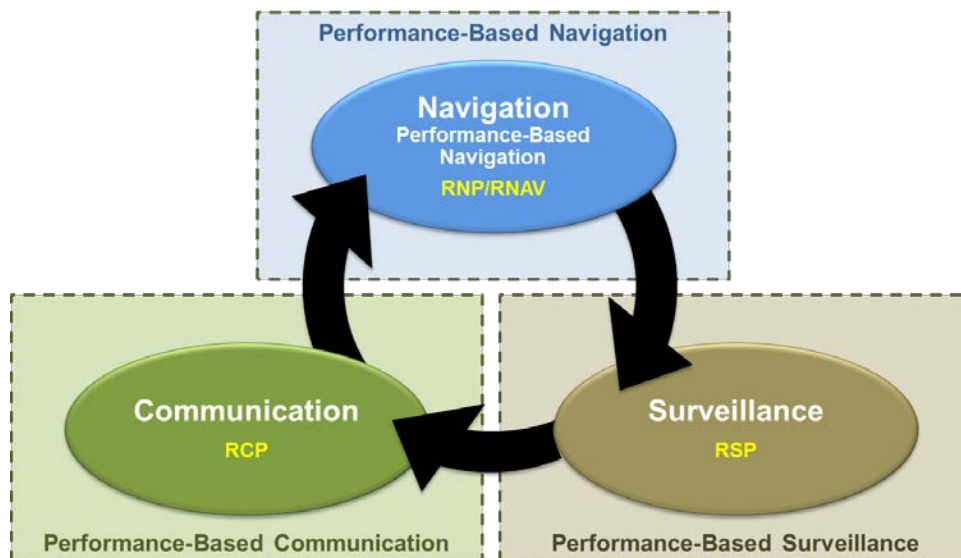 Performance-Based Navigation
Navigation
Performance-Based
Navigation
RNP/RNAV
Communication
RCP
Performance-Based Communication
Surveillance
RSP
Performance-Based Surveillance